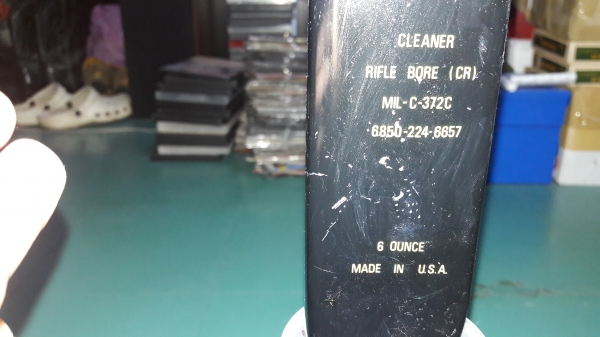 CLEANER
RIFLE BORE (CR)
MIL-C-372C
6850-224-6657
6 OUNCE
MADE IN U.S.A.